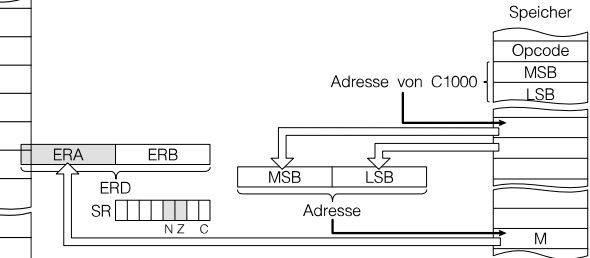 Speicher
Opcode
MSB
Adresse von C1000
LSB
ERA ERB
MSB LSB
ERD
SR
Adresse
N Z C
M